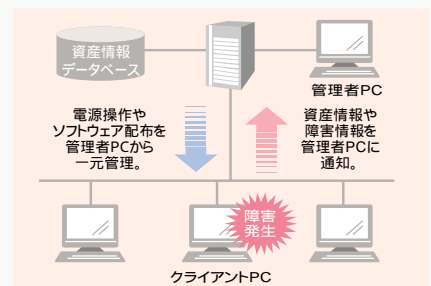 資産情報
データベース
管理者PC
電源操作や
ソフトウェア配布を
管理者PCから
一元管理。
資産情報や
障害情報を
管理者PCに
通知。
障害
発生
クライアントPC